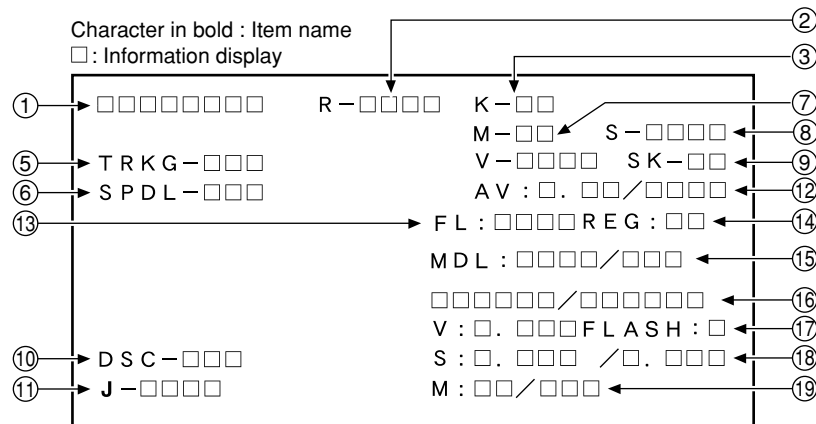 Character in bold : Item name
□ : Information display
②
③
① □□□□□□□□ R－□□□□ K－□□
M－□□ ⑦
S－□□□□ ⑧
⑤ TRKG－□□□ V－□□□□ SK－□□ ⑨
⑥ SPDL－□□□ AV : □. □□／□□□□ ⑫
⑬ FL : □□□□REG : □□ ⑭
MDL : □□□□／□□□ ⑮
□□□□□□／□□□□□□ ⑯
V : □. □□□FLASH : □ ⑰
⑩ DSC－□□□ S : □. □□□ ／□. □□□ ⑱
⑪ J－□□□□ M : □□／□□□ ⑲